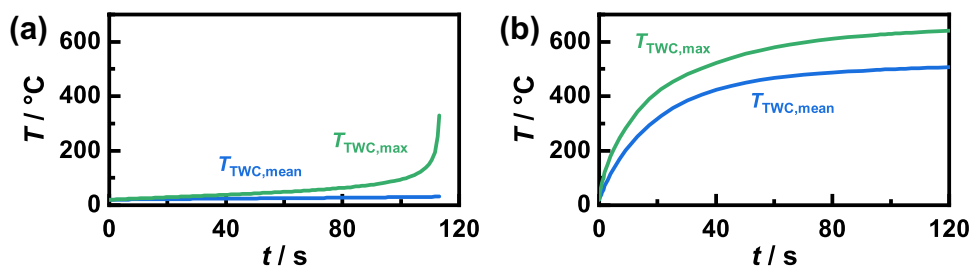 (a)
T / °C
600
400
200
0
T_TWC,max
T_TWC,mean
0 40 80 120
t / s
(b)
T / °C
600
400
200
0
T_TWC,max
T_TWC,mean
0 40 80 120
t / s